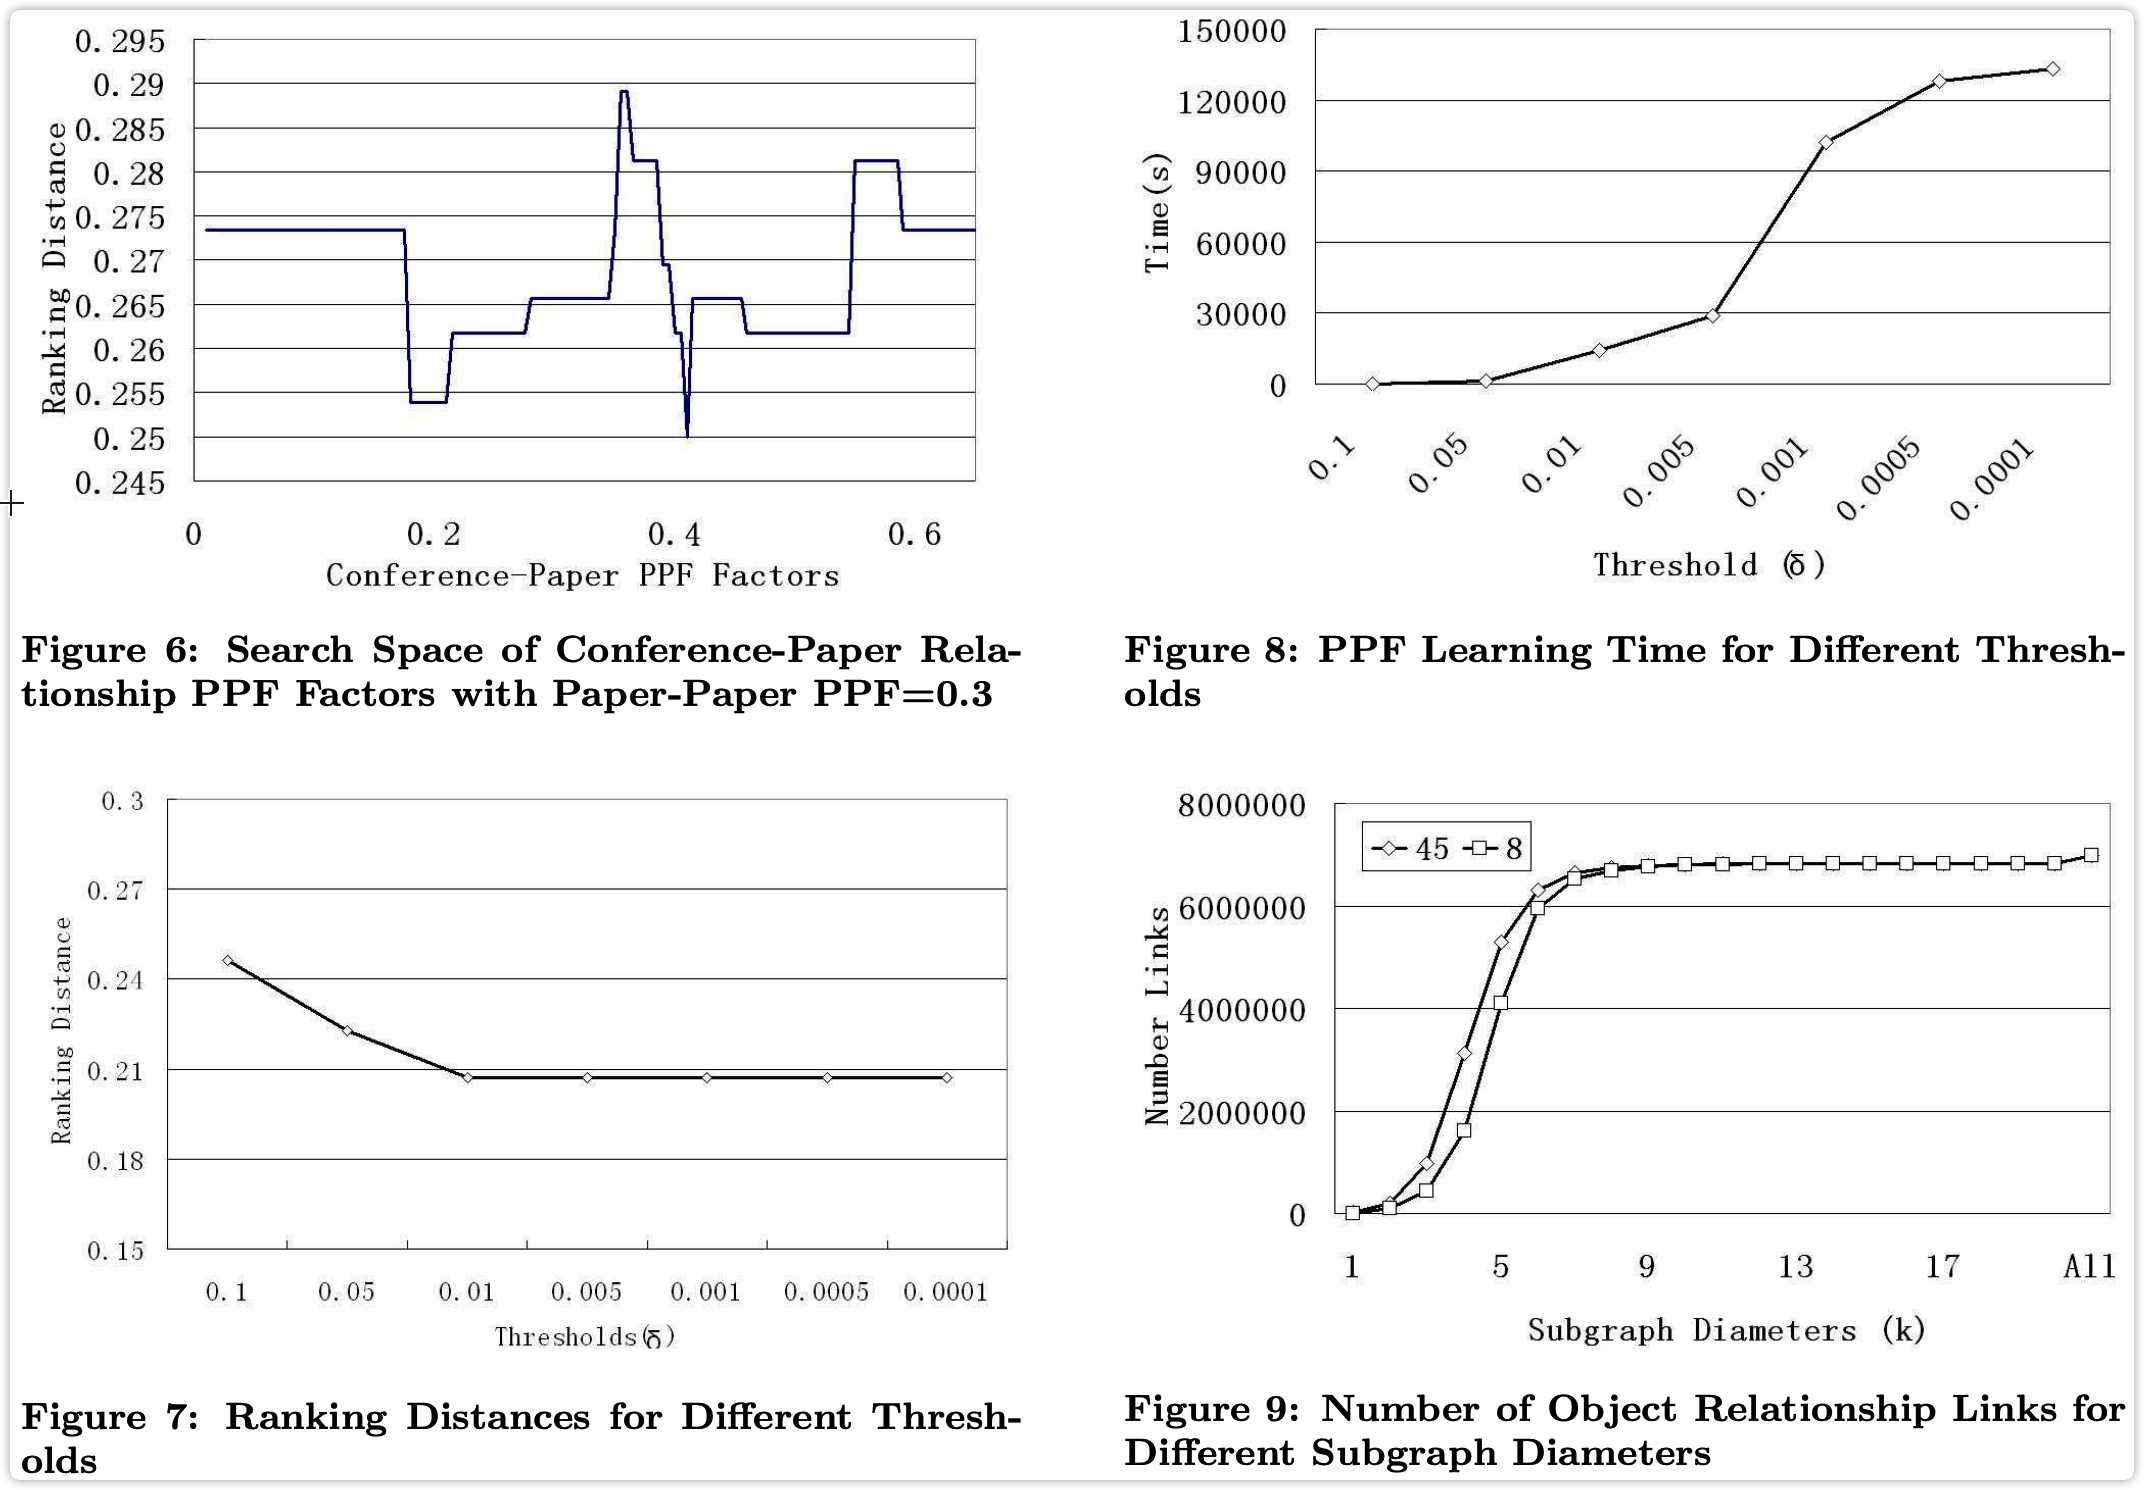 0.295
0.29
0.285
0.28
0.275
0.27
0.265
0.26
0.255
0.25
0.245
Ranking Distance
0 0.2 0.4 0.6
Conference-Paper PPF Factors
Figure 6: Search Space of Conference-Paper Rela-
tionship PPF Factors with Paper-Paper PPF=0.3
0.3
0.27
0.24
0.21
0.18
0.15
Ranking Distance
0.1 0.05 0.01 0.005 0.001 0.0005 0.0001
Thresholds(δ)
Figure 7: Ranking Distances for Different Thresh-
olds
150000
120000
90000
60000
30000
0
Time(s)
0.1 0.05 0.01 0.005 0.001 0.0005 0.0001
Threshold (δ)
Figure 8: PPF Learning Time for Different Thresh-
olds
8000000
6000000
4000000
2000000
0
Number Links
45 8
1 5 9 13 17 All
Subgraph Diameters (k)
Figure 9: Number of Object Relationship Links for
Different Subgraph Diameters